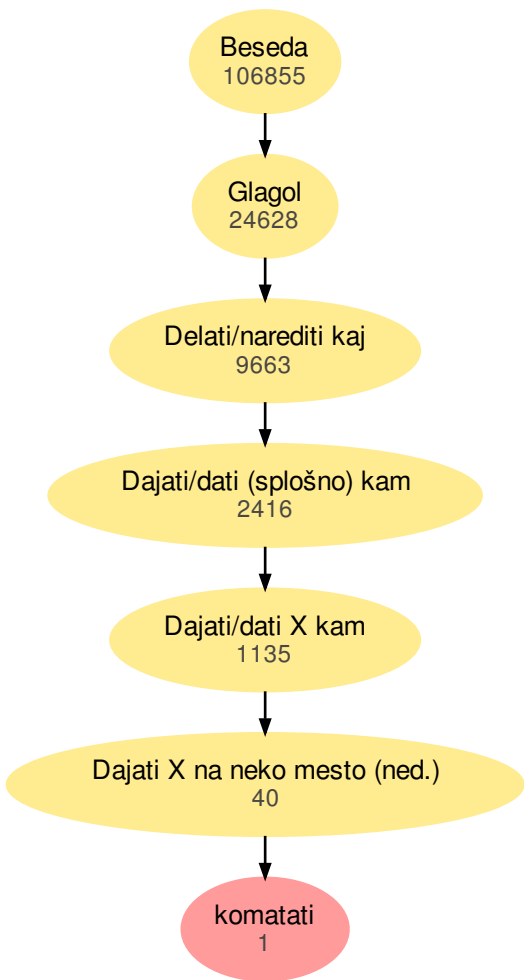 Beseda
106855
Glagol
24628
Delati/narediti kaj
9663
Dajati/dati (splošno) kam
2416
Dajati/dati X kam
1135
Dajati X na neko mesto (ned.)
40
komatati
1